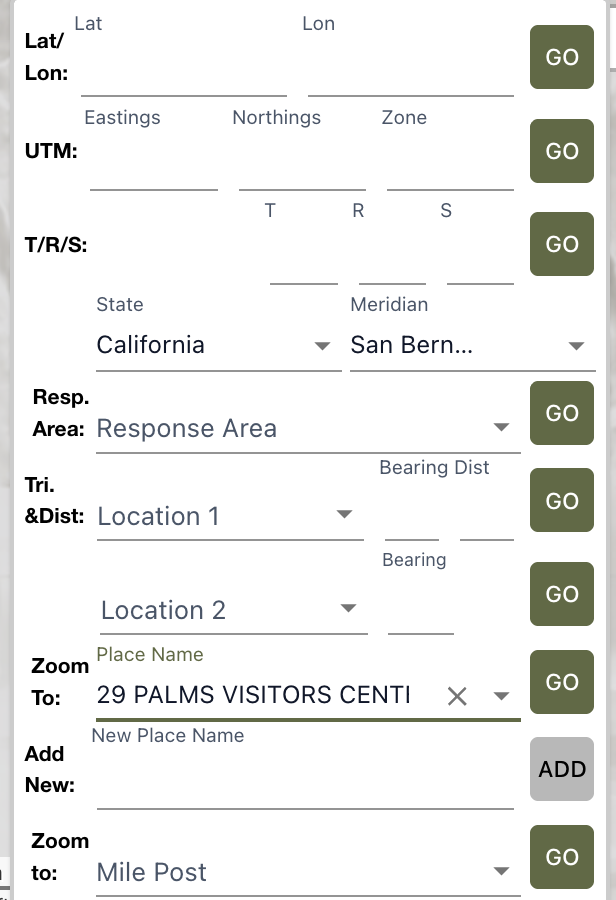 Lat Lon
Lat/
Lon:
GO
Eastings Northings Zone
UTM:
GO
T R S
T/R/S:
GO
State Meridian
California San Bern...
Resp.
Area:
Response Area
GO
Bearing Dist
Tri.
&Dist:
Location 1
GO
Bearing
Location 2
GO
Place Name
Zoom
To:
29 PALMS VISITORS CENT
GO
New Place Name
Add
New:
ADD
Zoom
to:
Mile Post
GO